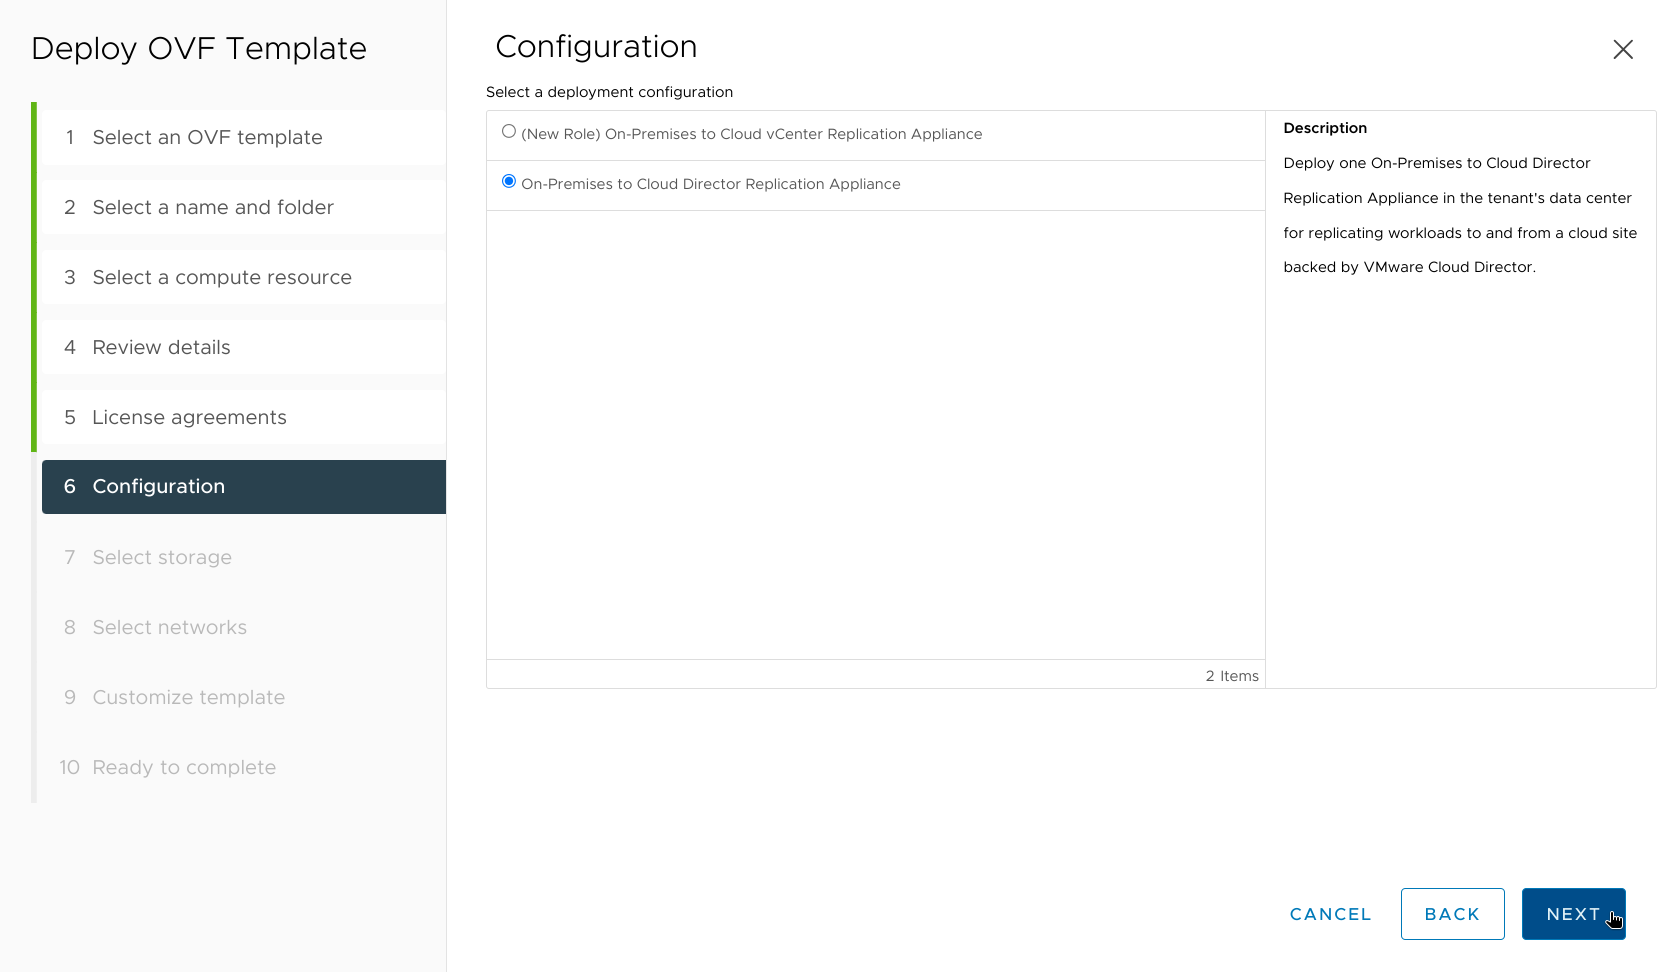 Deploy OVF Template
1 Select an OVF template
2 Select a name and folder
3 Select a compute resource
4 Review details
5 License agreements
6 Configuration
7 Select storage
8 Select networks
9 Customize template
10 Ready to complete
Configuration
Select a deployment configuration
(New Role) On-Premises to Cloud vCenter Replication Appliance
On-Premises to Cloud Director Replication Appliance
2 Items
Description
Deploy one On-Premises to Cloud Director
Replication Appliance in the tenant's data center
for replicating workloads to and from a cloud site
backed by VMware Cloud Director.
CANCEL
BACK
NEXT